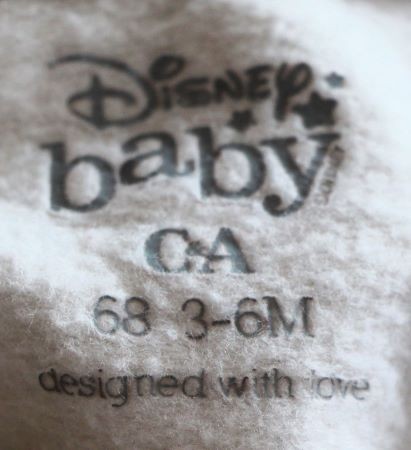 Disney
baby
C&A
68 3-6M
designed with love